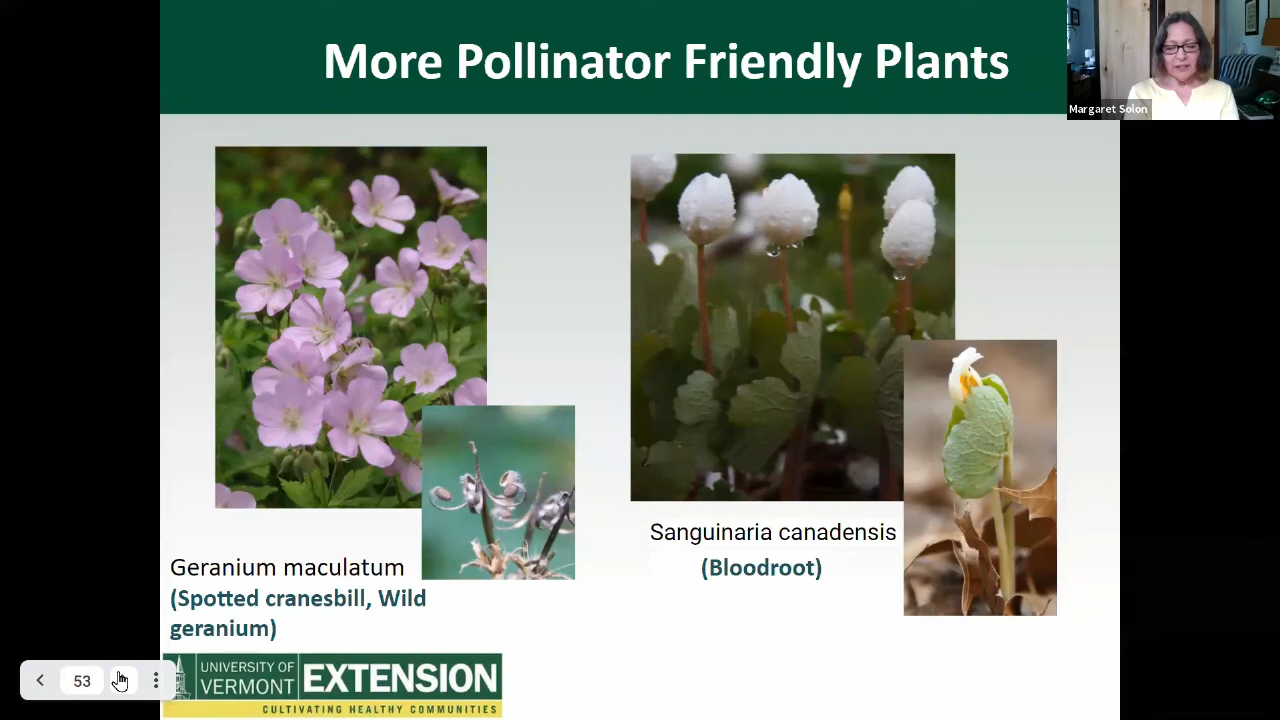 More Pollinator Friendly Plants
Margaret Solon
Geranium maculatum
(Spotted cranesbill, Wild
geranium)
Sanguinaria canadensis
(Bloodroot)
UNIVERSITY OF
VERMONT
EXTENSION
CULTIVATING HEALTHY COMMUNITIES
53